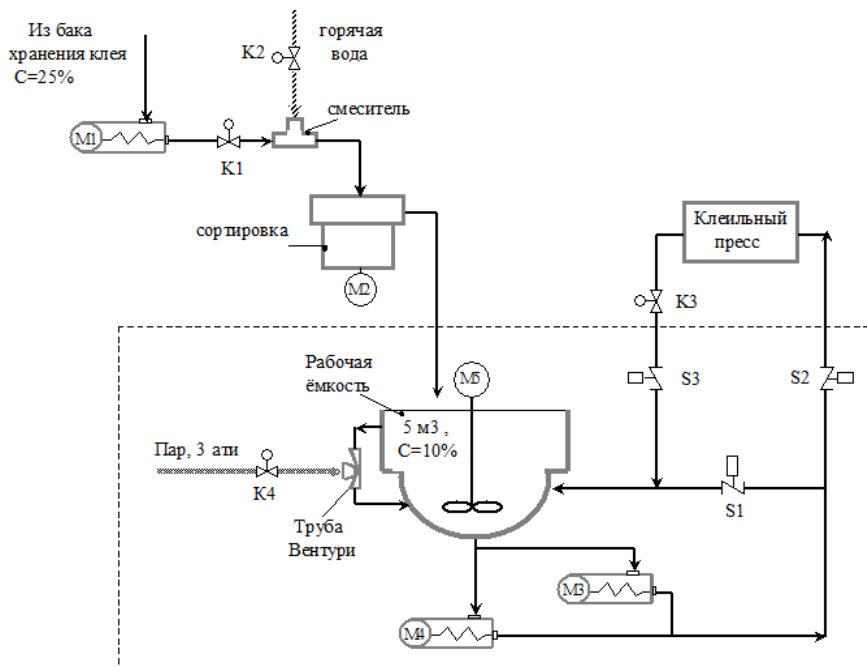 Из бака
хранения клея
С=25%
К2
горячая
вода
смеситель
М1
К1
сортировка
М2
Клеильный
пресс
К3
Рабочая
ёмкость
М5
S3
S2
5 м3 ,
С=10%
Пар, 3 ати
К4
S1
Труба
Вентури
М3
М4